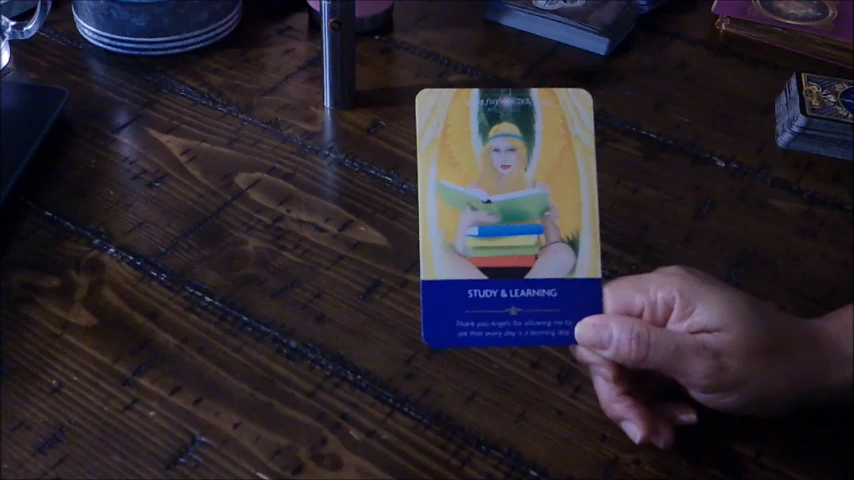 STUDY & LEARNING
Thank you Angels for allowing me to
see that every day is a learning day